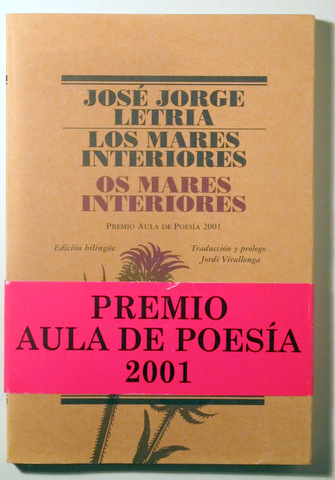 JOSÉ JORGE
LETRIA
LOS MARES
INTERIORES
OS MARES
INTERIORES
PREMIO AULA DE POESÍA 2001
Edición bilingüe
Traducción y prólogo
Jordi Virallonga
PREMIO
AULA DE POESÍA
2001